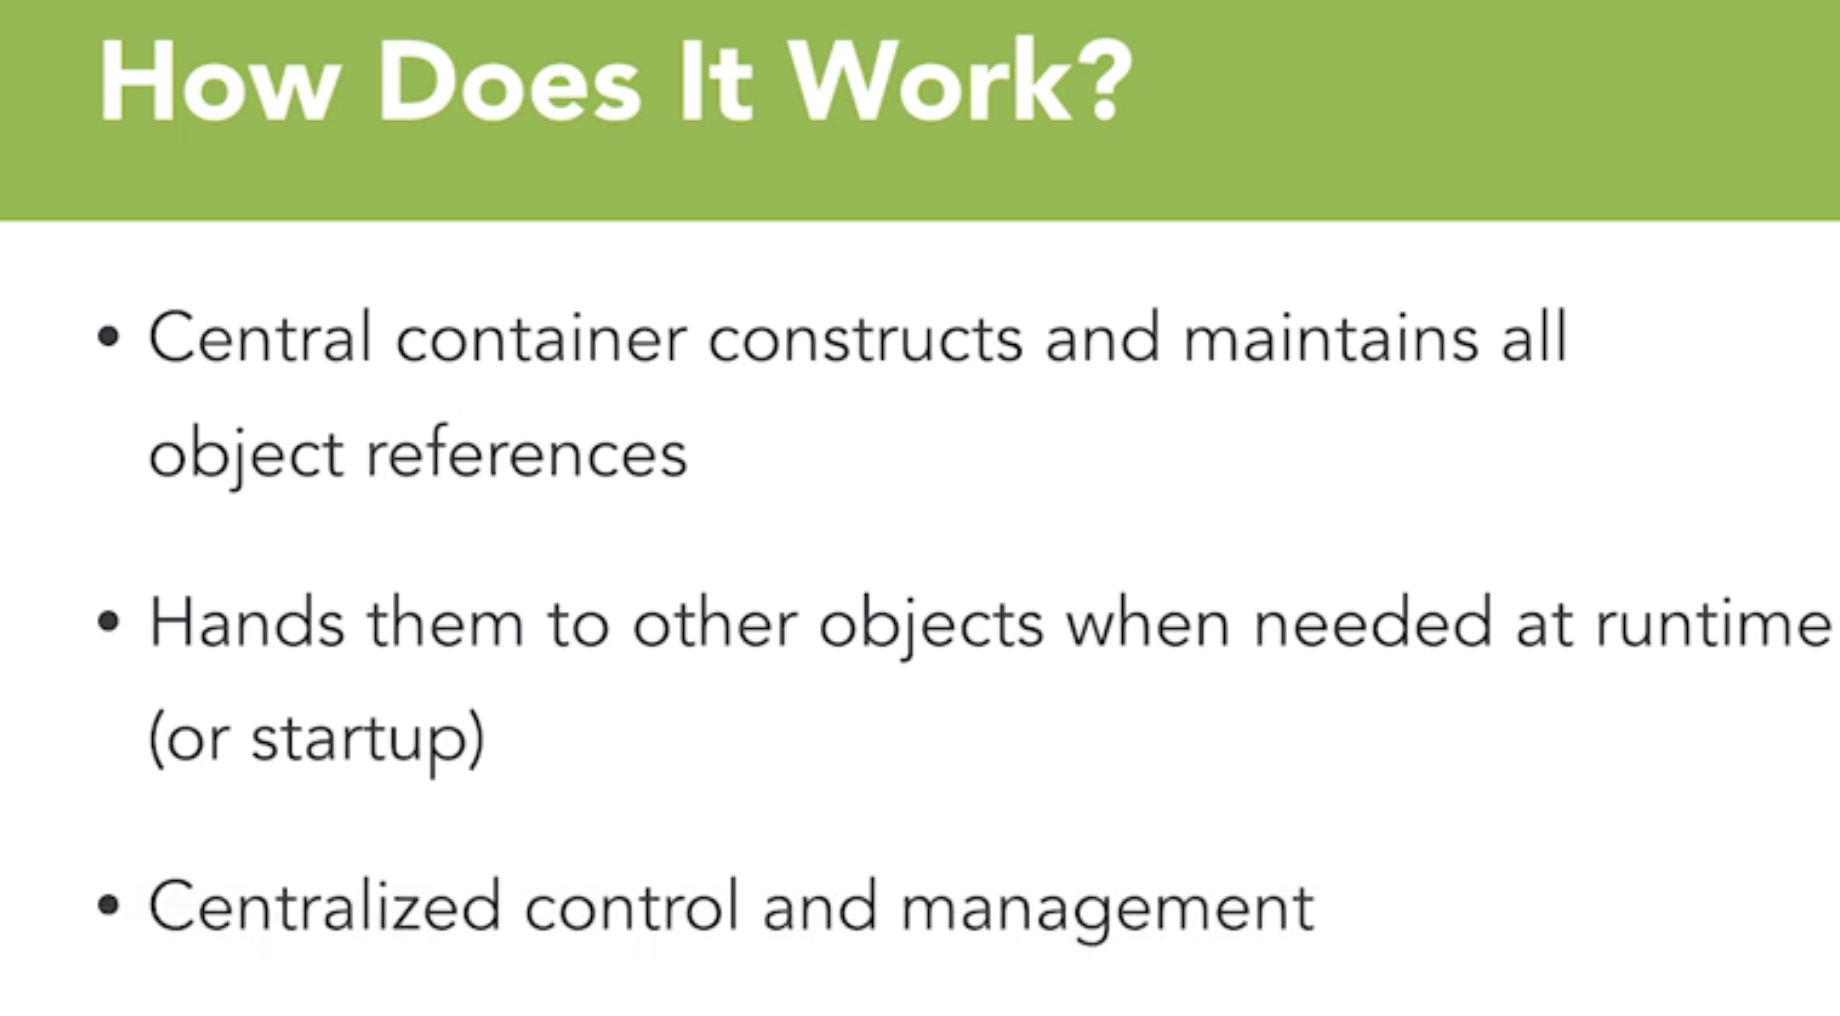 How Does It Work?
• Central container constructs and maintains all
object references
• Hands them to other objects when needed at runtime
(or startup)
• Centralized control and management